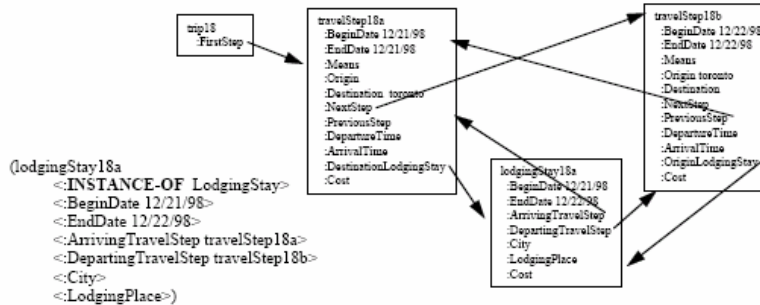 trip18
:FirstStep
travelStep18a
:BeginDate 12/21/98
:EndDate 12/21/98
:Means
:Origin
:Destination toronto
:NextStep
:PreviousStep
:DepartureTime
:ArrivalTime
:DestinationLodgingStay
:Cost
travelStep18b
:BeginDate 12/22/98
:EndDate 12/22/98
:Means
:Origin toronto
:Destination
:NextStep
:PreviousStep
:DepartureTime
:ArrivalTime
:OriginLodgingStay
:Cost
lodgingStay18a
:BeginDate 12/21/98
:EndDate 12/22/98
:ArrivingTravelStep
:DepartingTravelStep
:City
:LodgingPlace
:Cost
(lodgingStay18a
<:INSTANCE-OF LodgingStay>
<:BeginDate 12/21/98>
<:EndDate 12/22/98>
<:ArrivingTravelStep travelStep18a>
<:DepartingTravelStep travelStep18b>
<:City>
<:LodgingPlace>)